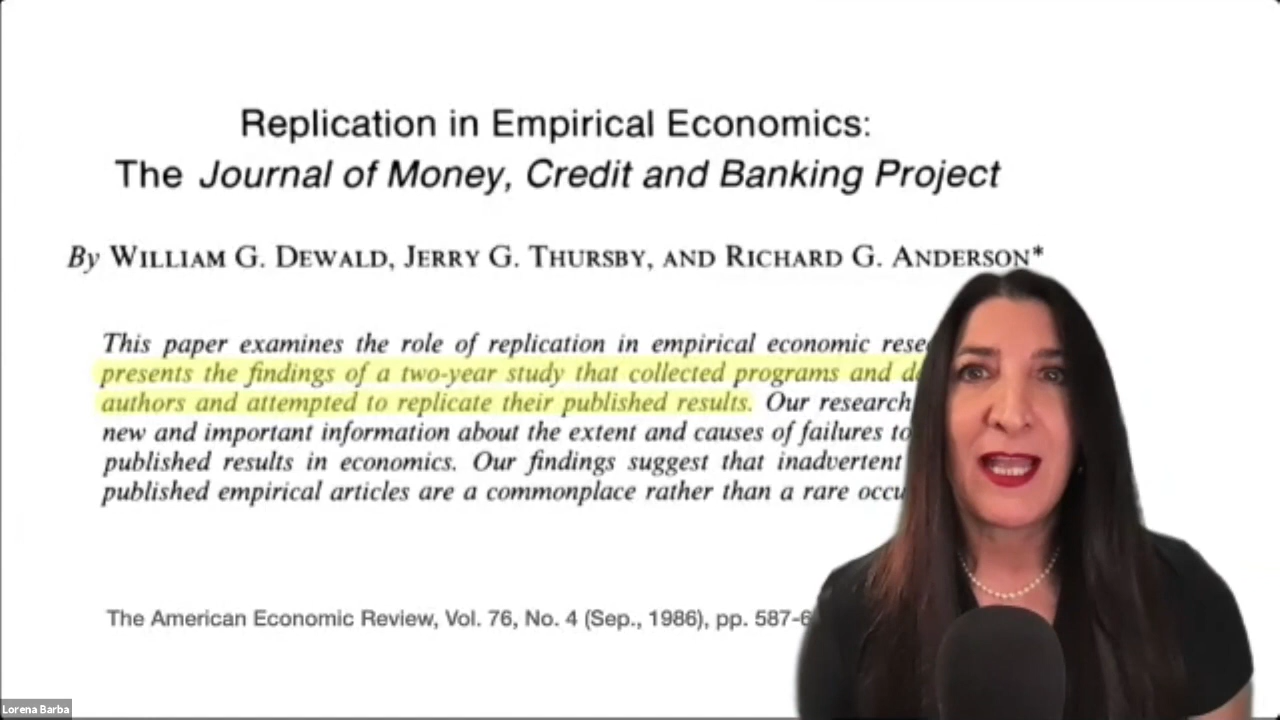 Replication in Empirical Economics:
The Journal of Money, Credit and Banking Project
By WILLIAM G. DEWALD, JERRY G. THURSBY, AND RICHARD G. ANDERSON*
This paper examines the role of replication in empirical economic
presents the findings of a two-year study that collected programs and
authors and attempted to replicate their published results. Our research
new and important information about the extent and causes of failures to
published results in economics. Our findings suggest that inadvertent
published empirical articles are a commonplace rather than a rare
The American Economic Review, Vol. 76, No. 4 (Sep., 1986), pp. 587-6
Lorena Barba